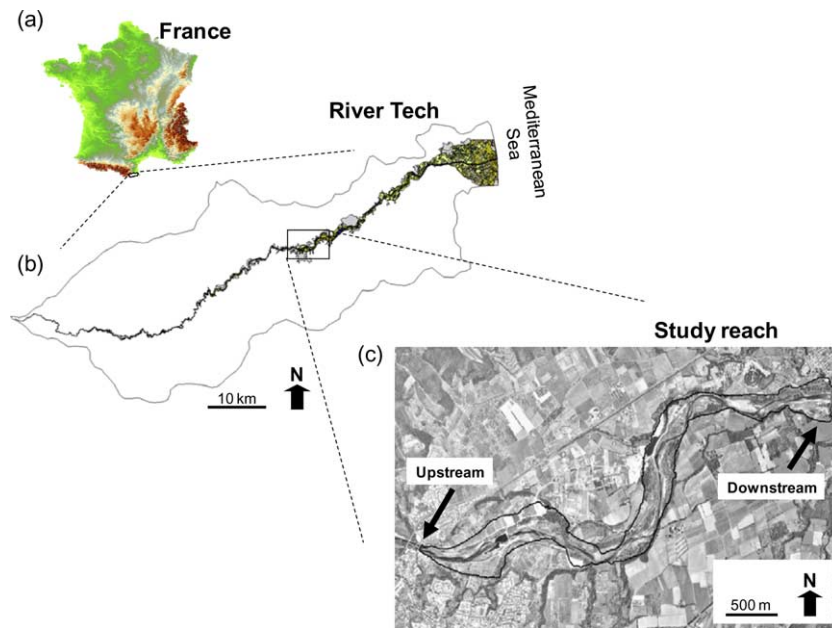 (a)
France
River Tech
Mediterranean
Sea
(b)
N
10 km
Study reach
(c)
Upstream
Downstream
N
500 m